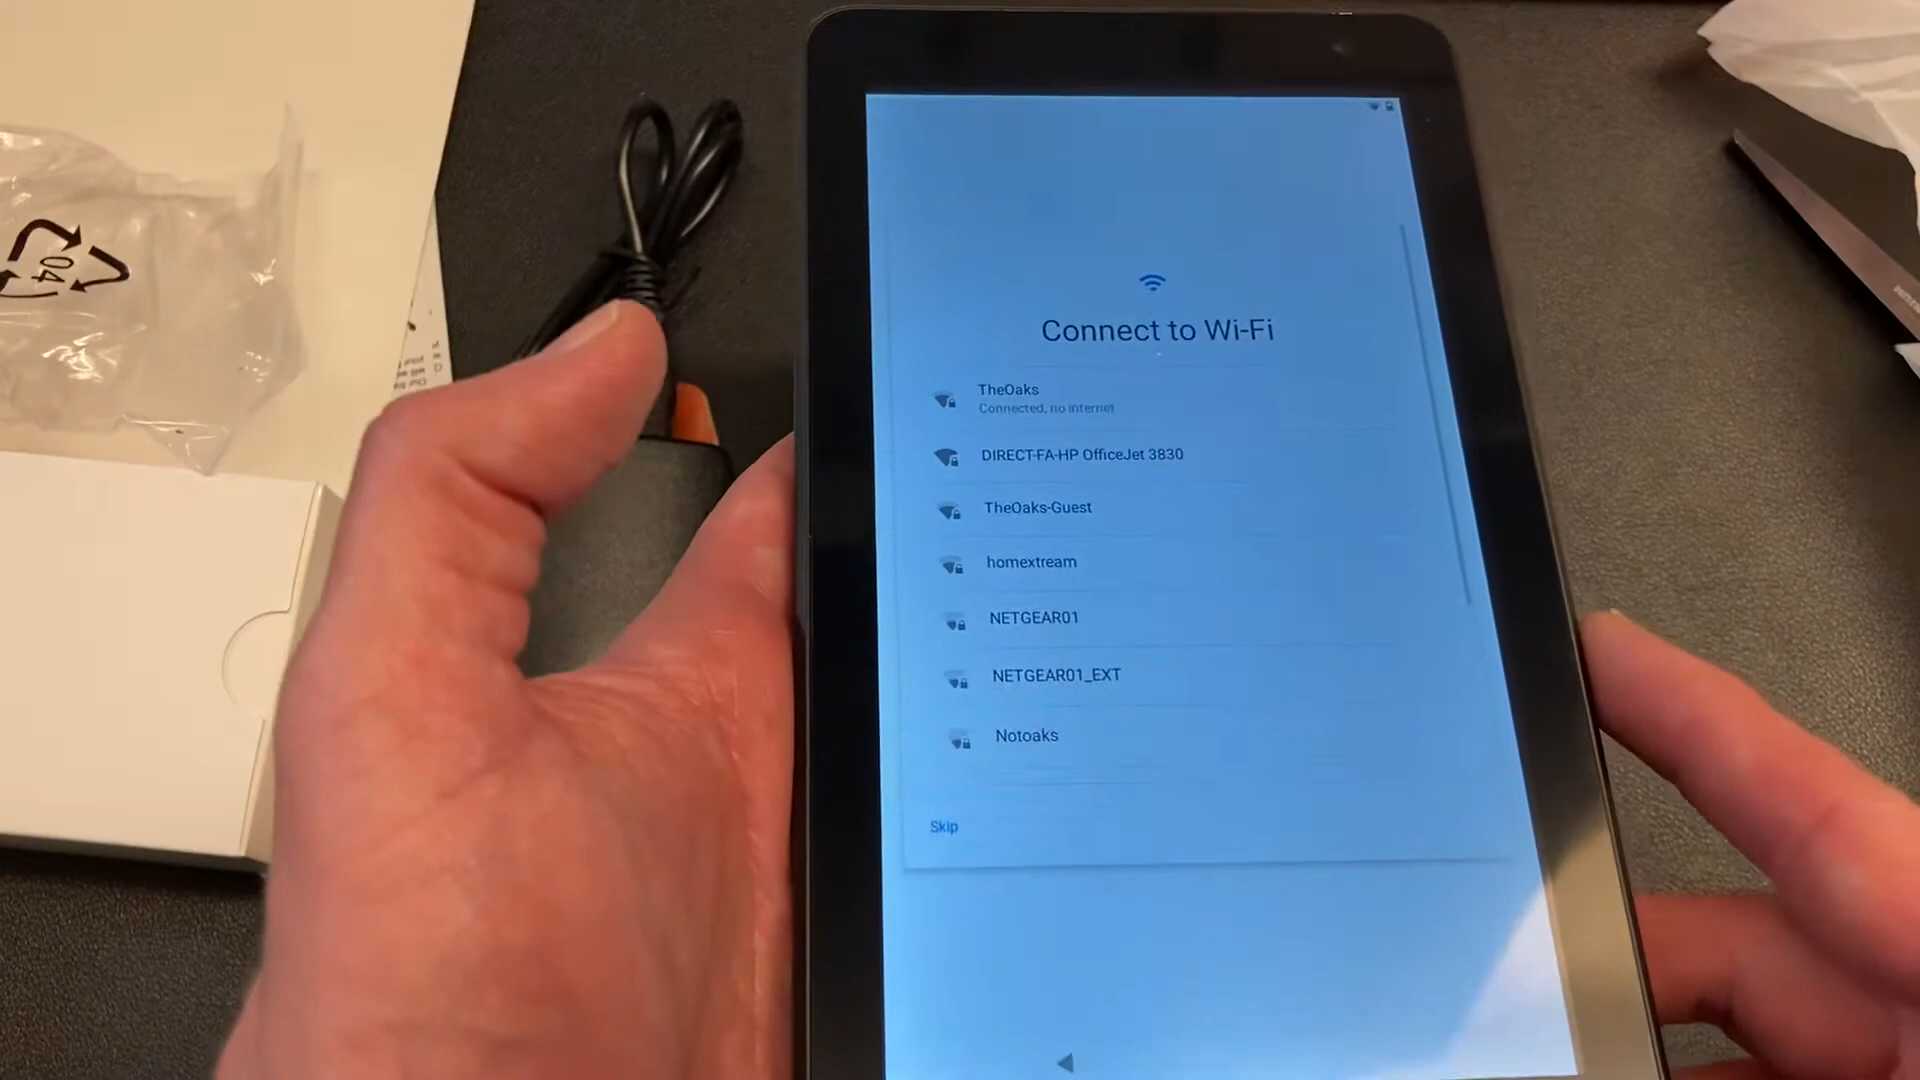 Connect to Wi-Fi
TheOaks
Connected, no internet
DIRECT-FA-HP OfficeJet 3830
TheOaks-Guest
homextream
NETGEAR01
NETGEAR01_EXT
Notoaks
Skip
04